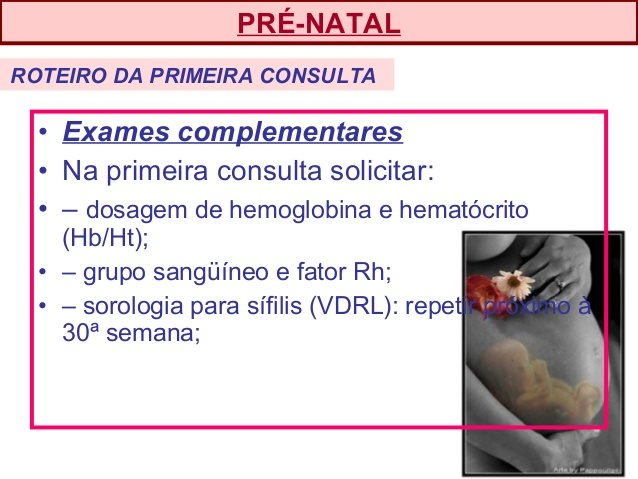 PRÉ-NATAL
ROTEIRO DA PRIMEIRA CONSULTA
• Exames complementares
• Na primeira consulta solicitar:
• – dosagem de hemoglobina e hematócrito
(Hb/Ht);
• – grupo sangüíneo e fator Rh;
• – sorologia para sífilis (VDRL): repetir próximo à
30ª semana;